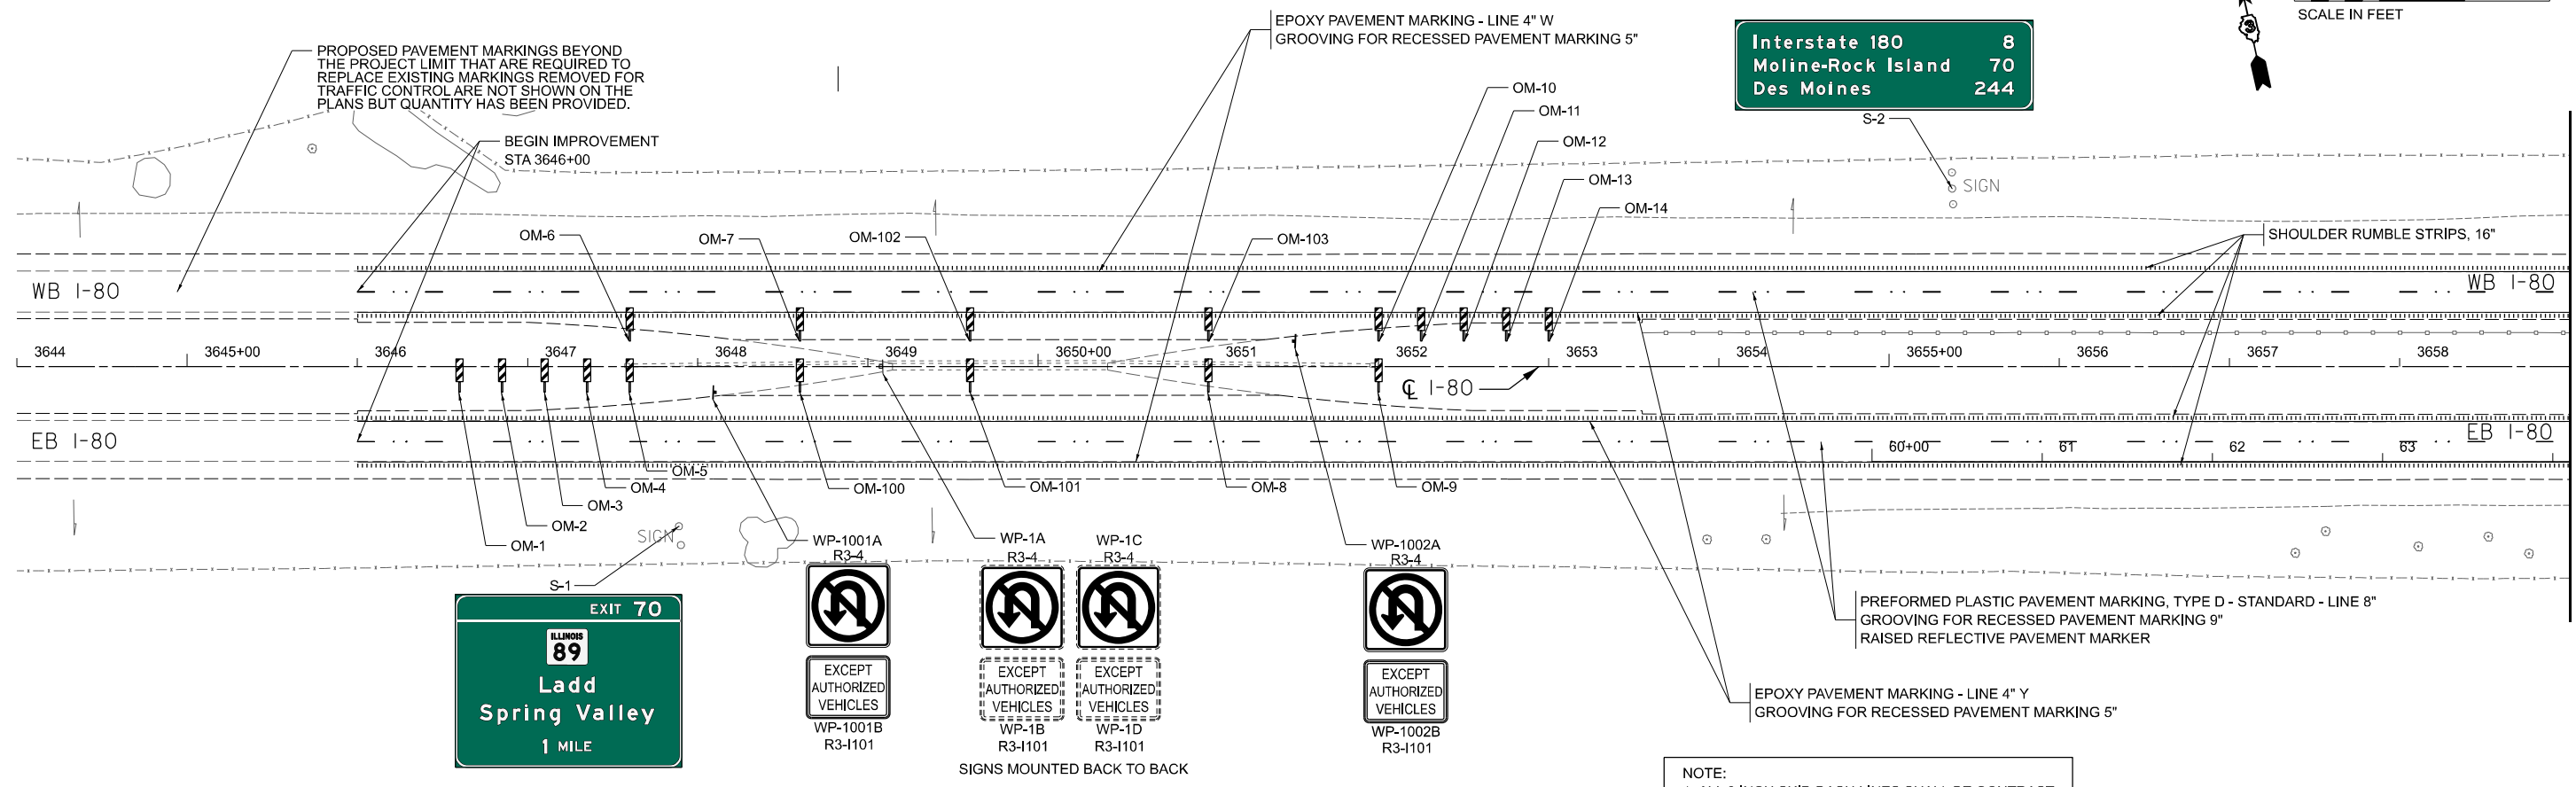 SCALE IN FEET
EPOXY PAVEMENT MARKING - LINE 4" W
GROOVING FOR RECESSED PAVEMENT MARKING 5"
PROPOSED PAVEMENT MARKINGS BEYOND
THE PROJECT LIMIT THAT ARE REQUIRED TO
REPLACE EXISTING MARKINGS REMOVED FOR
TRAFFIC CONTROL ARE NOT SHOWN ON THE
PLANS BUT QUANTITY HAS BEEN PROVIDED.
Interstate 180 8
Moline-Rock Island 70
Des Moines 244
S-2
SIGN
BEGIN IMPROVEMENT
STA 3646+00
OM-10
OM-11
OM-12
OM-13
OM-14
OM-6
OM-7
OM-102
OM-103
SHOULDER RUMBLE STRIPS, 16"
WB I-80
WB I-80
3644
3645+00
3646
3647
3648
3649
3650+00
3651
3652
3653
3654
3655+00
3656
3657
3658
℄ I-80
EB I-80
EB I-80
60+00
61
62
63
OM-5
OM-4
OM-3
OM-2
OM-1
OM-100
OM-101
OM-8
OM-9
SIGN
S-1
EXIT 70
ILLINOIS
89
Ladd
Spring Valley
1 MILE
WP-1001A
R3-4
EXCEPT
AUTHORIZED
VEHICLES
WP-1001B
R3-I101
WP-1A
R3-4
EXCEPT
AUTHORIZED
VEHICLES
WP-1B
R3-I101
WP-1C
R3-4
EXCEPT
AUTHORIZED
VEHICLES
WP-1D
R3-I101
SIGNS MOUNTED BACK TO BACK
WP-1002A
R3-4
EXCEPT
AUTHORIZED
VEHICLES
WP-1002B
R3-I101
PREFORMED PLASTIC PAVEMENT MARKING, TYPE D - STANDARD - LINE 8"
GROOVING FOR RECESSED PAVEMENT MARKING 9"
RAISED REFLECTIVE PAVEMENT MARKER
EPOXY PAVEMENT MARKING - LINE 4" Y
GROOVING FOR RECESSED PAVEMENT MARKING 5"
NOTE: